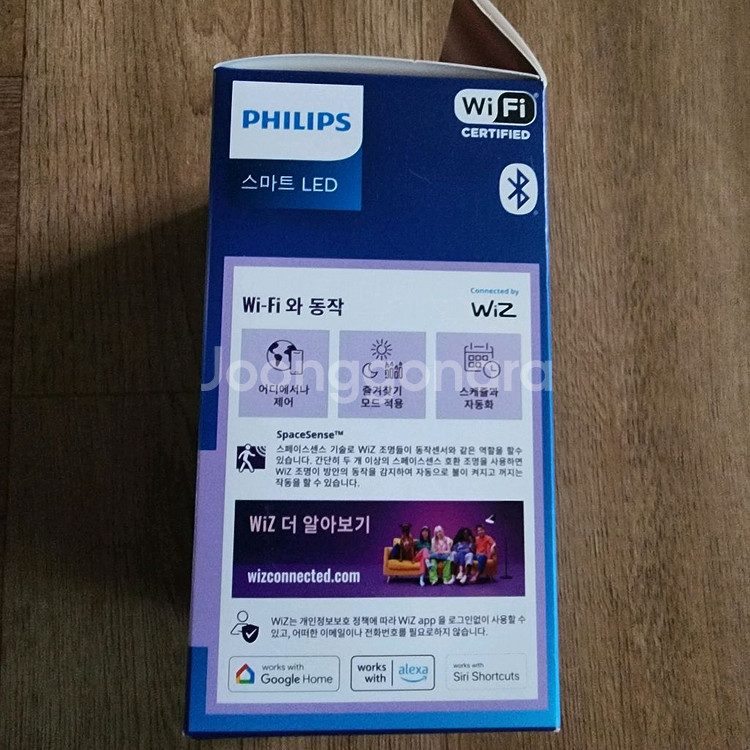 PHILIPS
스마트 LED
WiFi
CERTIFIED
Connected by
WiZ
Wi-Fi 와 동작
어디에서나
제어
즐겨찾기
모드 적용
스케줄과
자동화
Joongonara
SpaceSense™
스페이스센스 기술로 WiZ 조명들이 동작센서와 같은 역할을 할수
있습니다. 간단히 두 개 이상의 스페이스센스 호환 조명을 사용하면
WiZ 조명이 방안의 동작을 감지하여 자동으로 불이 켜지고 꺼지는
작동을 할 수 있습니다.
WiZ 더 알아보기
wizconnected.com
WiZ는 개인정보보호 정책에 따라 WiZ app 을 로그인없이 사용할 수
있고, 어떠한 이메일이나 전화번호를 필요로하지 않습니다.
works with
Google Home
works
with
alexa
works with
Siri Shortcuts